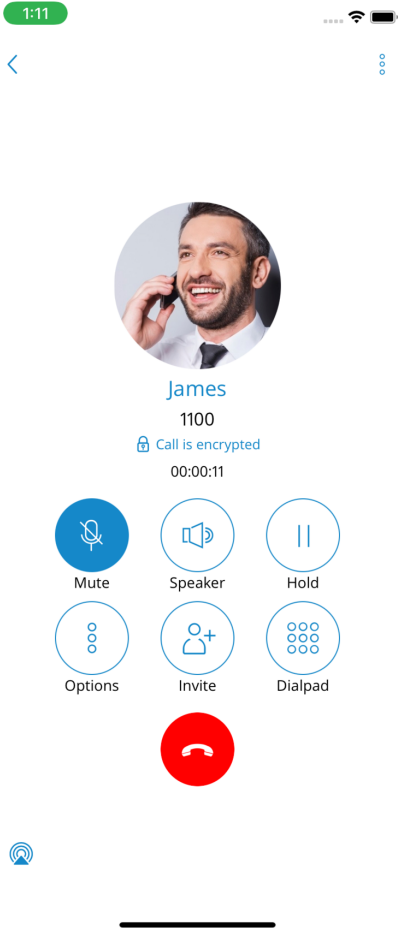 1:11
James
1100
Call is encrypted
00:00:11
Mute
Speaker
Hold
Options
Invite
Dialpad